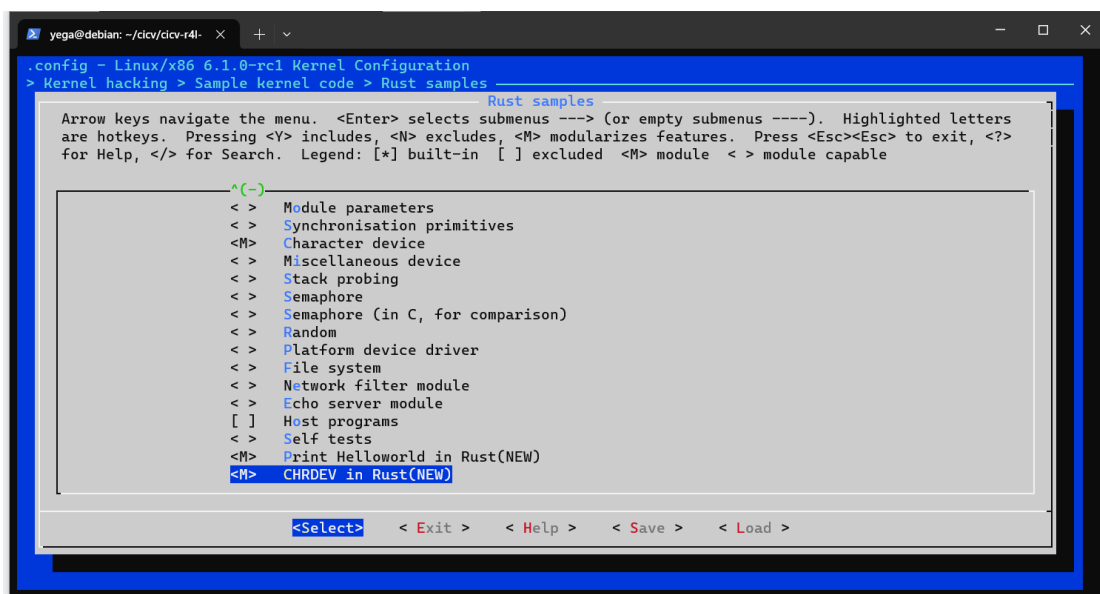 yega@debian: ~/cicv/cicv-r4l-
.config - Linux/x86 6.1.0-rc1 Kernel Configuration
> Kernel hacking > Sample kernel code > Rust samples
Rust samples
Arrow keys navigate the menu.  <Enter> selects submenus ---> (or empty submenus ----).  Highlighted letters
are hotkeys.  Pressing <Y> includes, <N> excludes, <M> modularizes features.  Press <Esc><Esc> to exit, <?>
for Help, </> for Search.  Legend: [*] built-in  [ ] excluded  <M> module  < > module capable
^(-)
< >   Module parameters
< >   Synchronisation primitives
<M>   Character device
< >   Miscellaneous device
< >   Stack probing
< >   Semaphore
< >   Semaphore (in C, for comparison)
< >   Random
< >   Platform device driver
< >   File system
< >   Network filter module
< >   Echo server module
[ ]   Host programs
< >   Self tests
<M>   Print Helloworld in Rust(NEW)
<M>   CHRDEV in Rust(NEW)
<Select>    < Exit >    < Help >    < Save >    < Load >